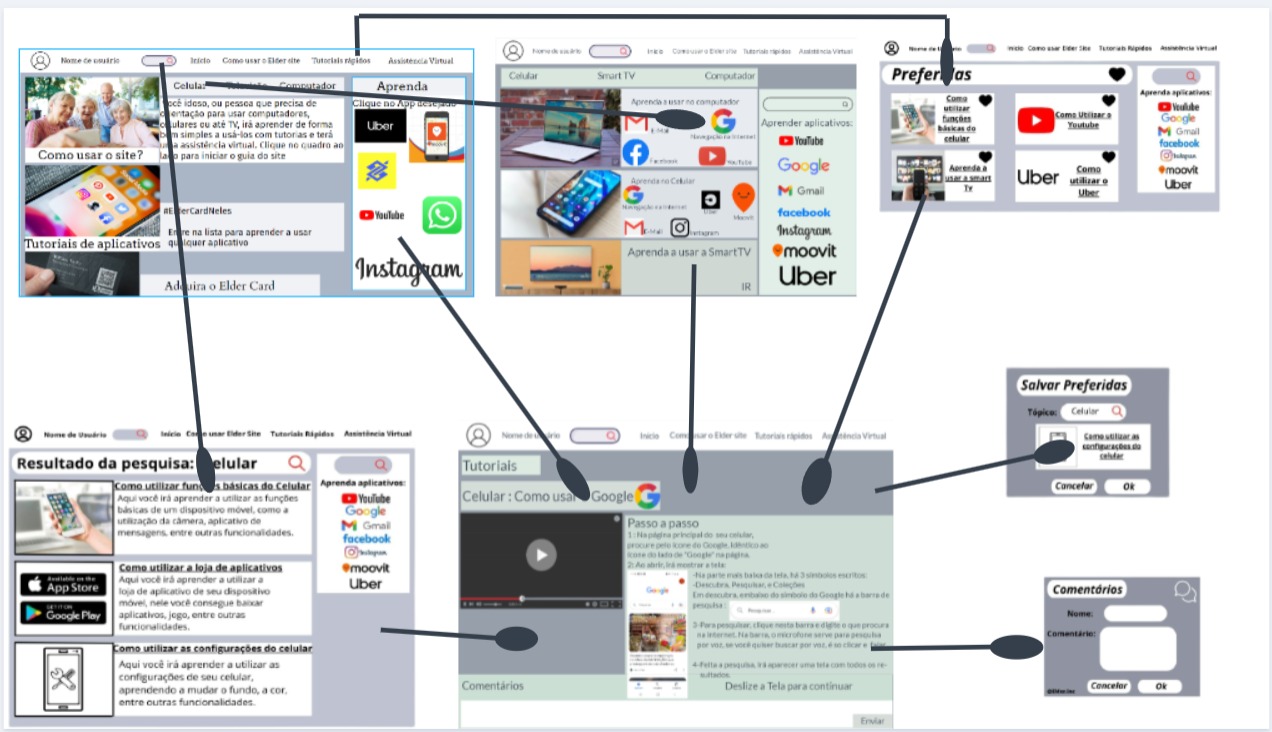 Nome de usuário
Início Como usar o Elder site Tutoriais rápidos Assistência Virtual
Celular Computador
Aprenda
Clique no App desejado
Você idoso, ou pessoa que precisa de
orientação para usar computadores,
celulares ou até TV, irá aprender de forma
bem simples a usá-los com tutorias e terá
uma assistência virtual. Clique no quadro ao
lado para iniciar o guia do site
Como usar o site?
Uber
moovit
YouTube
#ElderCardNeles
Entre na lista para aprender a usar
qualquer aplicativo
Tutoriais de aplicativos
Instagram
Adquira o Elder Card
Nome de usuário
Início Como usar o Elder site Tutoriais rápidos Assistência Virtual
Celular Smart TV Computador
Aprenda a usar no computador
E-Mail Navegação na Internet
Facebook YouTube
Aprenda no Celular
Navegação na Internet Uber Moovit
E-Mail Instagram
Aprenda a usar a SmartTV
IR
Aprender aplicativos:
YouTube
Google
Gmail
facebook
Instagram
moovit
Uber
Nome de usuário
Início Como usar Elder Site Tutoriais Rápidos Assistência Virtual
Preferidas
Como
utilizar
funções
básicas do
celular
Como Utilizar o
Youtube
Aprenda a
usar a smart
Tv
Uber
Como
utilizar o
Uber
Aprenda aplicativos:
YouTube
Google
Gmail
facebook
Instagram
moovit
Uber
Salvar Preferidas
Tópico: Celular
Como utilizar as
configurações do
celular
Cancelar Ok
Nome de Usuário
Início Como usar Elder Site Tutoriais Rápidos Assistência Virtual
Resultado da pesquisa: Celular
Como utilizar funções básicas do Celular
Aqui você irá aprender a utilizar as funções
básicas de um dispositivo móvel, como a
utilização da câmera, aplicativo de
mensagens, entre outras funcionalidades.
Available on the
App Store
GET IT ON
Google Play
Como utilizar a loja de aplicativos
Aqui você irá aprender a utilizar a
loja de aplicativo de seu dispositivo
móvel, nele você consegue baixar
aplicativos, jogo, entre outras
funcionalidades.
Como utilizar as configurações do celular
Aqui você irá aprender a utilizar as
configurações de seu celular,
aprendendo a mudar o fundo, a cor,
entre outras funcionalidades.
Aprenda aplicativos:
YouTube
Google
Gmail
facebook
Instagram
moovit
Uber
Nome de usuário
Início Como usar o Elder site Tutoriais rápidos Assistência Virtual
Tutoriais
Celular : Como usar o Google
Passo a passo
1 : Na página principal do seu celular,
procure pelo ícone do Google, idêntico ao
ícone do lado de "Google" na página.
2: Ao abrir, irá mostrar a tela:
-Na parte mais baixa da tela, há 3 símbolos escritos:
-Descubra, Pesquisar, e Coleções
Em descubra, embaixo do símbolo do Google há a barra de
pesquisa : Pesquisar...
3-Para pesquisar, clique nesta barra e digite o que procura
na internet. Na barra, o microfone serve para pesquisa
por voz, se você quiser buscar por voz, é só clicar e falar
4-Feita a pesquisa, irá aparecer uma tela com todos os re-
sultados.
Google
Comentários
Deslize a Tela para continuar
Enviar
Comentários
Nome:
Comentário:
Cancelar Ok